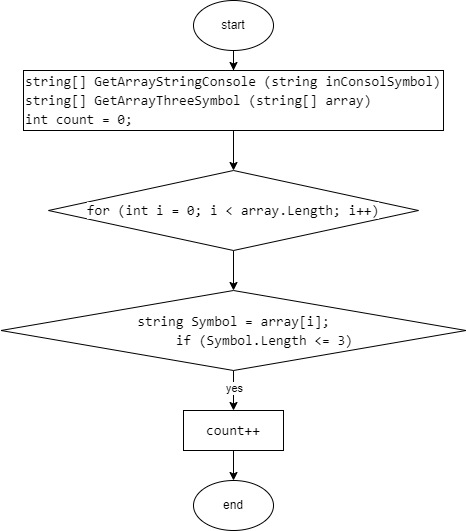 start
string[] GetArrayStringConsole (string inConsolSymbol)
string[] GetArrayThreeSymbol (string[] array)
int count = 0;
for (int i = 0; i < array.Length; i++)
string Symbol = array[i];
if (Symbol.Length <= 3)
yes
count++
end